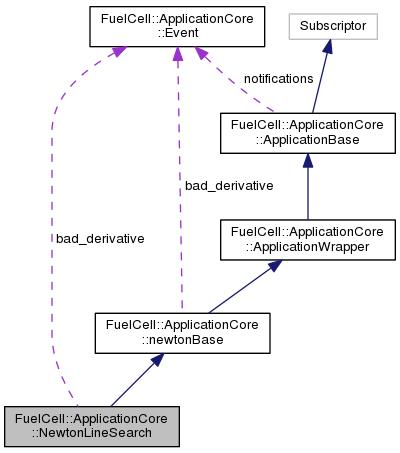 FuelCell::ApplicationCore
::Event
Subscriptor
notifications
FuelCell::ApplicationCore
::ApplicationBase
bad_derivative
FuelCell::ApplicationCore
::ApplicationWrapper
bad_derivative
FuelCell::ApplicationCore
::newtonBase
FuelCell::ApplicationCore
::NewtonLineSearch